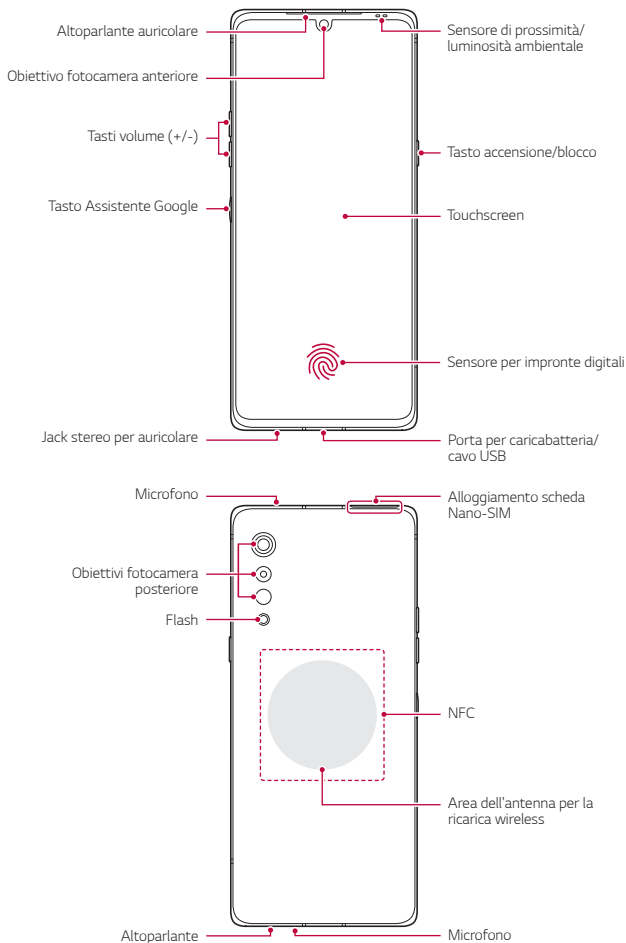 Altoparlante auricolare
Sensore di prossimità/
luminosità ambientale
Obiettivo fotocamera anteriore
Tasti volume (+/-)
Tasto accensione/blocco
Tasto Assistente Google
Touchscreen
Sensore per impronte digitali
Jack stereo per auricolare
Porta per caricabatteria/
cavo USB
Microfono
Alloggiamento scheda
Nano-SIM
Obiettivi fotocamera
posteriore
Flash
NFC
Area dell'antenna per la
ricarica wireless
Altoparlante
Microfono